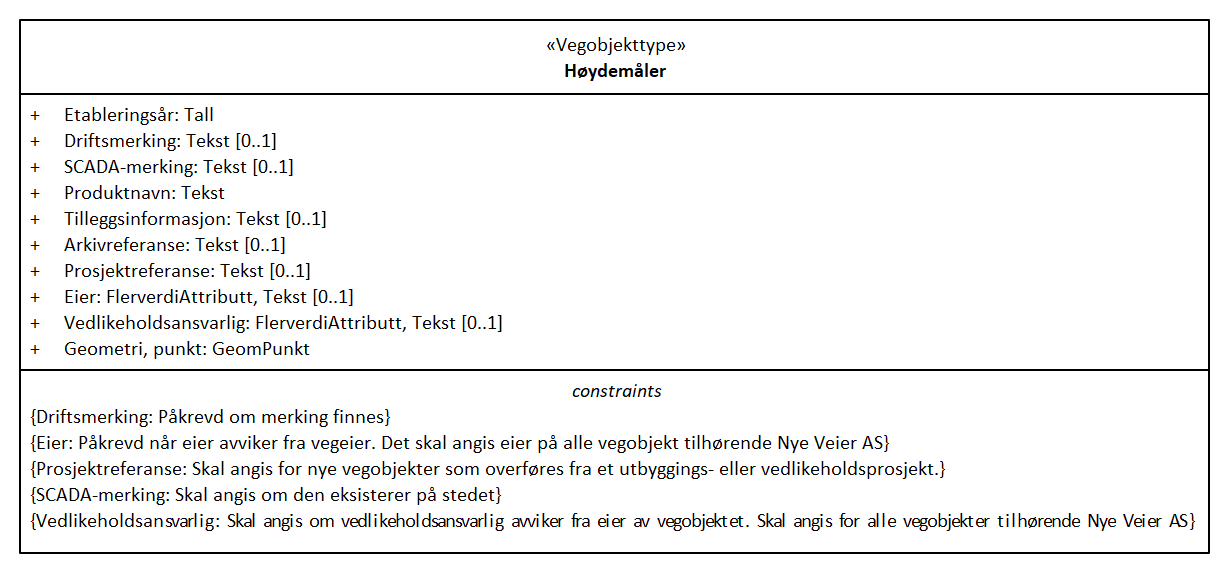 «Vegobjekttype»
Høydemåler
+ Etableringsår: Tall
+ Driftsmerking: Tekst [0..1]
+ SCADA-merking: Tekst [0..1]
+ Produktnavn: Tekst
+ Tilleggsinformasjon: Tekst [0..1]
+ Arkivreferanse: Tekst [0..1]
+ Prosjektreferanse: Tekst [0..1]
+ Eier: FlerverdiAttributt, Tekst [0..1]
+ Vedlikeholdsansvarlig: FlerverdiAttributt, Tekst [0..1]
+ Geometri, punkt: GeomPunkt
constraints
{Driftsmerking: Påkrevd om merking finnes}
{Eier: Påkrevd når eier avviker fra vegeier. Det skal angis eier på alle vegobjekt tilhørende Nye Veier AS}
{Prosjektreferanse: Skal angis for nye vegobjekter som overføres fra et utbyggings- eller vedlikeholdsprosjekt.}
{SCADA-merking: Skal angis om den eksisterer på stedet}
{Vedlikeholdsansvarlig: Skal angis om vedlikeholdsansvarlig avviker fra eier av vegobjektet. Skal angis for alle vegobjekter tilhørende Nye Veier AS}